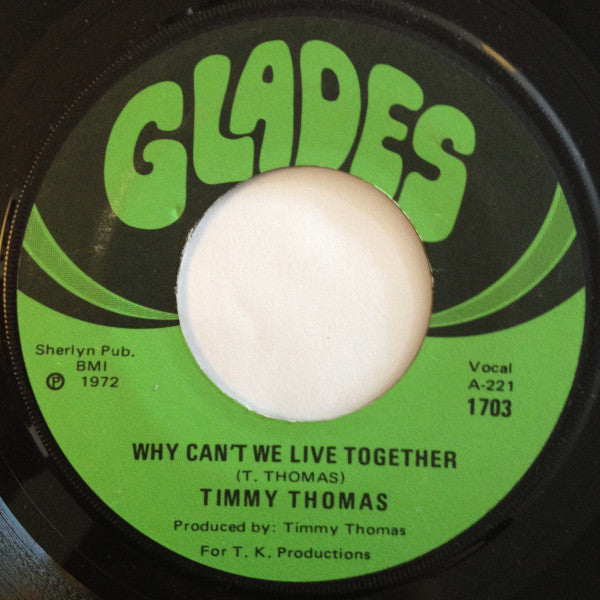 GLADES
Sherlyn Pub.
BMI
℗ 1972
Vocal
A-221
1703
WHY CAN'T WE LIVE TOGETHER
(T. THOMAS)
TIMMY THOMAS
Produced by: Timmy Thomas
For T. K. Productions